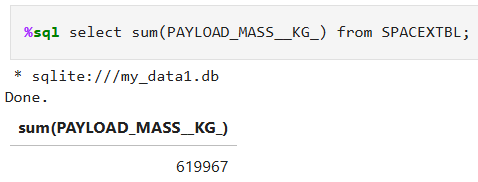 %sql select sum(PAYLOAD_MASS__KG_) from SPACEXTBL;
* sqlite:///my_data1.db
Done.
sum(PAYLOAD_MASS__KG_)
619967